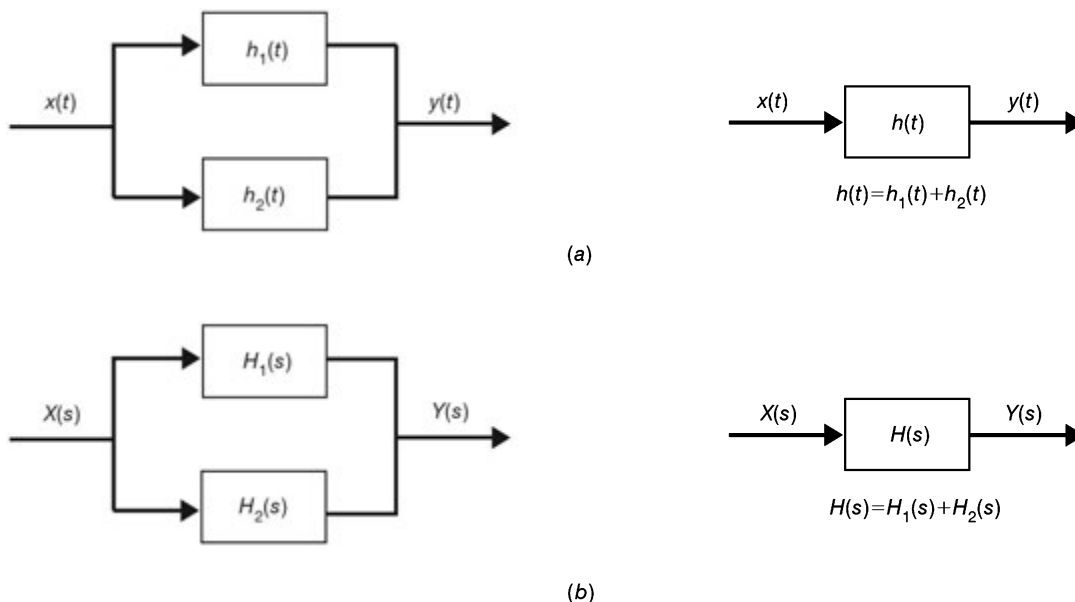 h1(t)
x(t)
y(t)
h2(t)
x(t)
h(t)
y(t)
h(t)=h1(t)+h2(t)
(a)
H1(s)
X(s)
Y(s)
H2(s)
X(s)
H(s)
Y(s)
H(s)=H1(s)+H2(s)
(b)